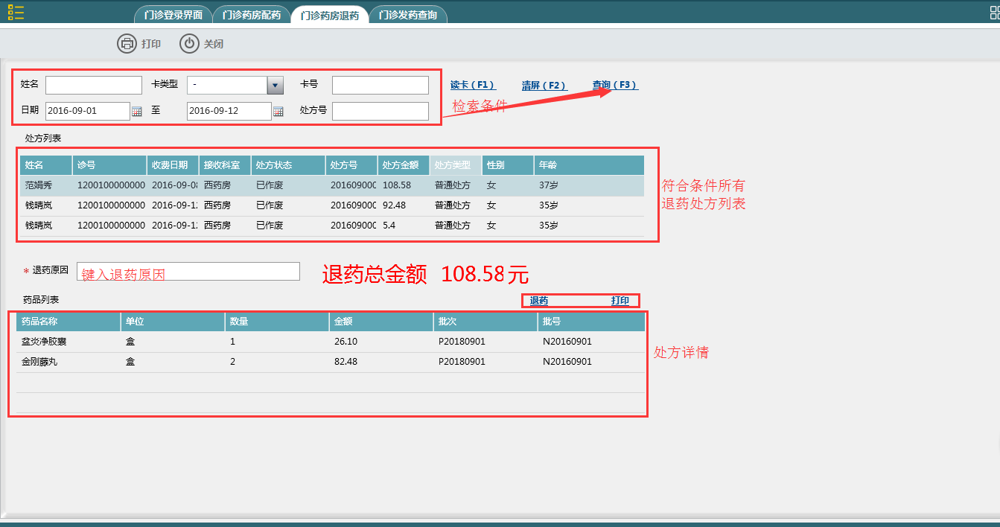 门诊登录界面 门诊药房配药 门诊药房退药 门诊发药查询
打印 关闭
姓名 卡类型 - 卡号 读卡（F1） 清屏（F2） 查询（F3）
检索条件
日期 2016-09-01 至 2016-09-12 处方号
处方列表
姓名 诊号 收费日期 接收科室 处方状态 处方号 处方金额 处方类型 性别 年龄
范娟秀 1200100000000 2016-09-08 西药房 已作废 201609000 108.58 普通处方 女 37岁
钱晴岚 1200100000000 2016-09-12 西药房 已作废 201609000 92.48 普通处方 女 35岁
钱晴岚 1200100000000 2016-09-12 西药房 已作废 201609000 5.4 普通处方 女 35岁
符合条件所有
退药处方列表
* 退药原因 键入退药原因 退药总金额 108.58元
药品列表 退药 打印
药品名称 单位 数量 金额 批次 批号
盆炎净胶囊 盒 1 26.10 P20180901 N20160901
金刚藤丸 盒 2 82.48 P20180901 N20160901
处方详情